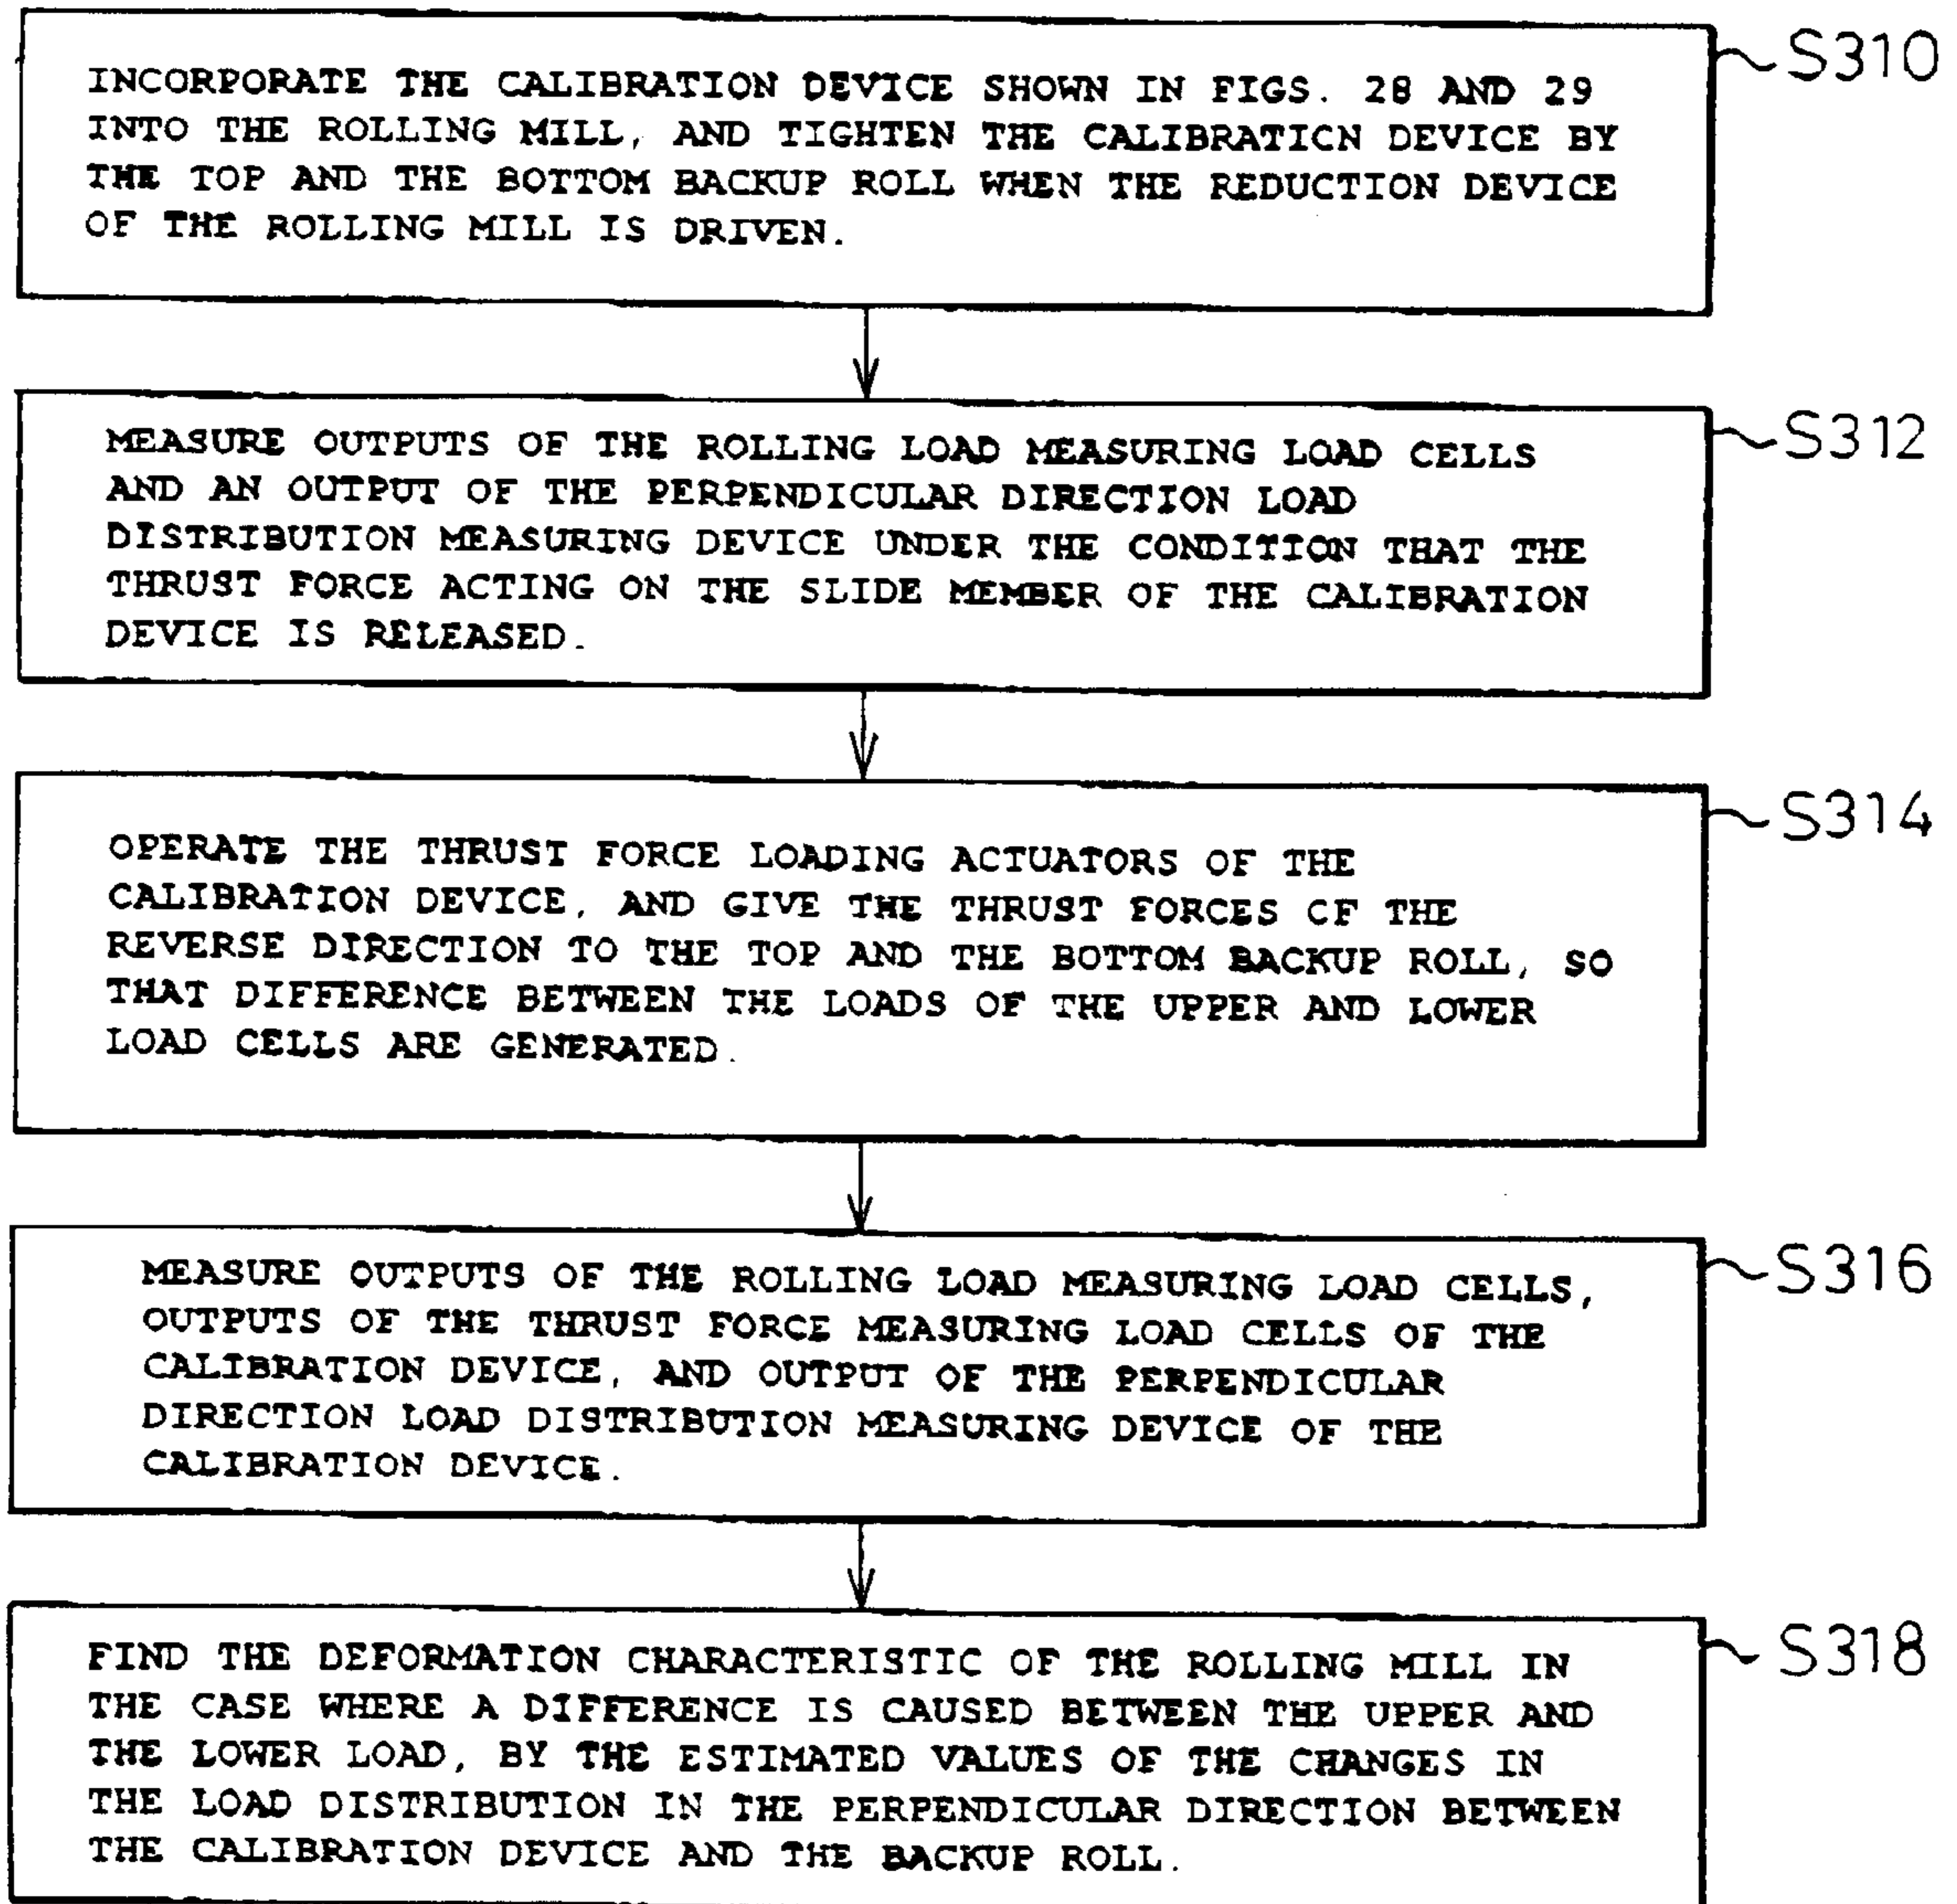 INCORPORATE THE CALIBRATION DEVICE SHOWN IN FIGS. 28 AND 29
INTO THE ROLLING MILL, AND TIGHTEN THE CALIBRATICN DEVICE BY
THE TOP AND THE BOTTOM BACKUP ROLL WHEN THE REDUCTION DEVICE
OF THE ROLLING MILL IS DRIVEN.
S310
MEASURE OUTPUTS OF THE ROLLING LOAD MEASURING LOAD CELLS
AND AN OUTPUT OF THE PERPENDICULAR DIRECTION LOAD
DISTRIBUTION MEASURING DEVICE UNDER THE CONDITION THAT THE
THRUST FORCE ACTING ON THE SLIDE MEMBER OF THE CALIBRATION
DEVICE IS RELEASED.
S312
OPERATE THE THRUST FORCE LOADING ACTUATORS OF THE
CALIBRATION DEVICE, AND GIVE THE THRUST FORCES CF THE
REVERSE DIRECTION TO THE TOP AND THE BOTTOM BACKUP ROLL, SO
THAT DIFFERENCE BETWEEN THE LOADS OF THE UPPER AND LOWER
LOAD CELLS ARE GENERATED.
S314
MEASURE OUTPUTS OF THE ROLLING LOAD MEASURING LOAD CELLS,
OUTPUTS OF THE THRUST FORCE MEASURING LOAD CELLS OF THE
CALIBRATION DEVICE, AND OUTPUT OF THE PERPENDICULAR
DIRECTION LOAD DISTRIBUTION MEASURING DEVICE OF THE
CALIBRATION DEVICE.
S316
FIND THE DEFORMATION CHARACTERISTIC OF THE ROLLING MILL IN
THE CASE WHERE A DIFFERENCE IS CAUSED BETWEEN THE UPPER AND
THE LOWER LOAD, BY THE ESTIMATED VALUES OF THE CHANGES IN
THE LOAD DISTRIBUTION IN THE PERPENDICULAR DIRECTION BETWEEN
THE CALIBRATION DEVICE AND THE BACKUP ROLL.
S318